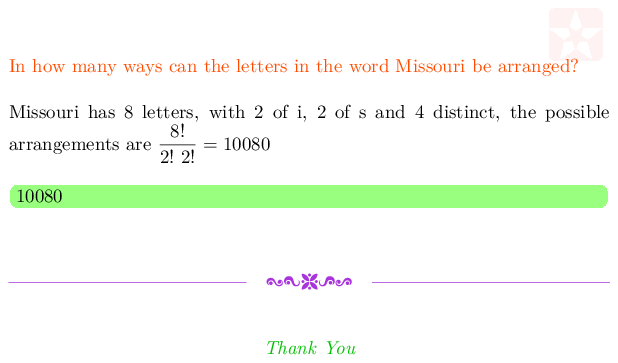 In how many ways can the letters in the word Missouri be arranged?
Missouri has 8 letters, with 2 of i, 2 of s and 4 distinct, the possible
arrangements are 8!/(2! 2!) = 10080
10080
Thank You